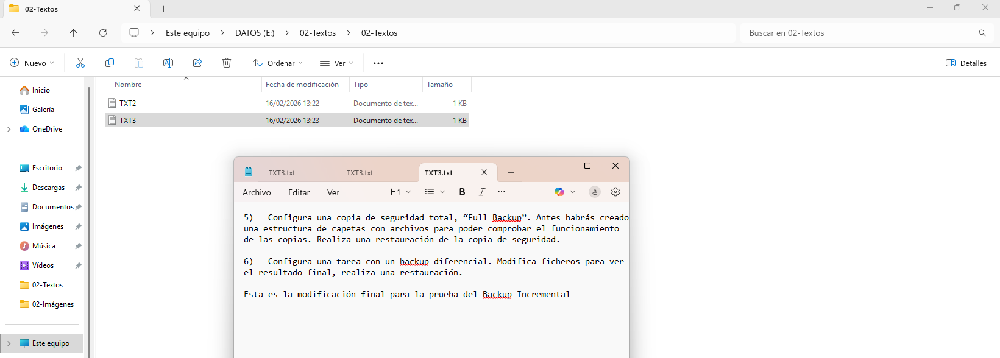 02-Textos
Este equipo
DATOS (E:)
02-Textos
02-Textos
Buscar en 02-Textos
Nuevo
Ordenar
Ver
Detalles
Inicio
Galería
OneDrive
Escritorio
Descargas
Documentos
Imágenes
Música
Vídeos
02-Textos
02-Imágenes
Este equipo
Nombre Fecha de modificación Tipo Tamaño
TXT2 16/02/2026 13:22 Documento de tex... 1 KB
TXT3 16/02/2026 13:23 Documento de tex... 1 KB
TXT3.txt TXT3.txt TXT3.txt
Archivo Editar Ver H1 B I
5) Configura una copia de seguridad total, “Full Backup”. Antes habrás creado
una estructura de capetas con archivos para poder comprobar el funcionamiento
de las copias. Realiza una restauración de la copia de seguridad.
6) Configura una tarea con un backup diferencial. Modifica ficheros para ver
el resultado final, realiza una restauración.
Esta es la modificación final para la prueba del Backup Incremental